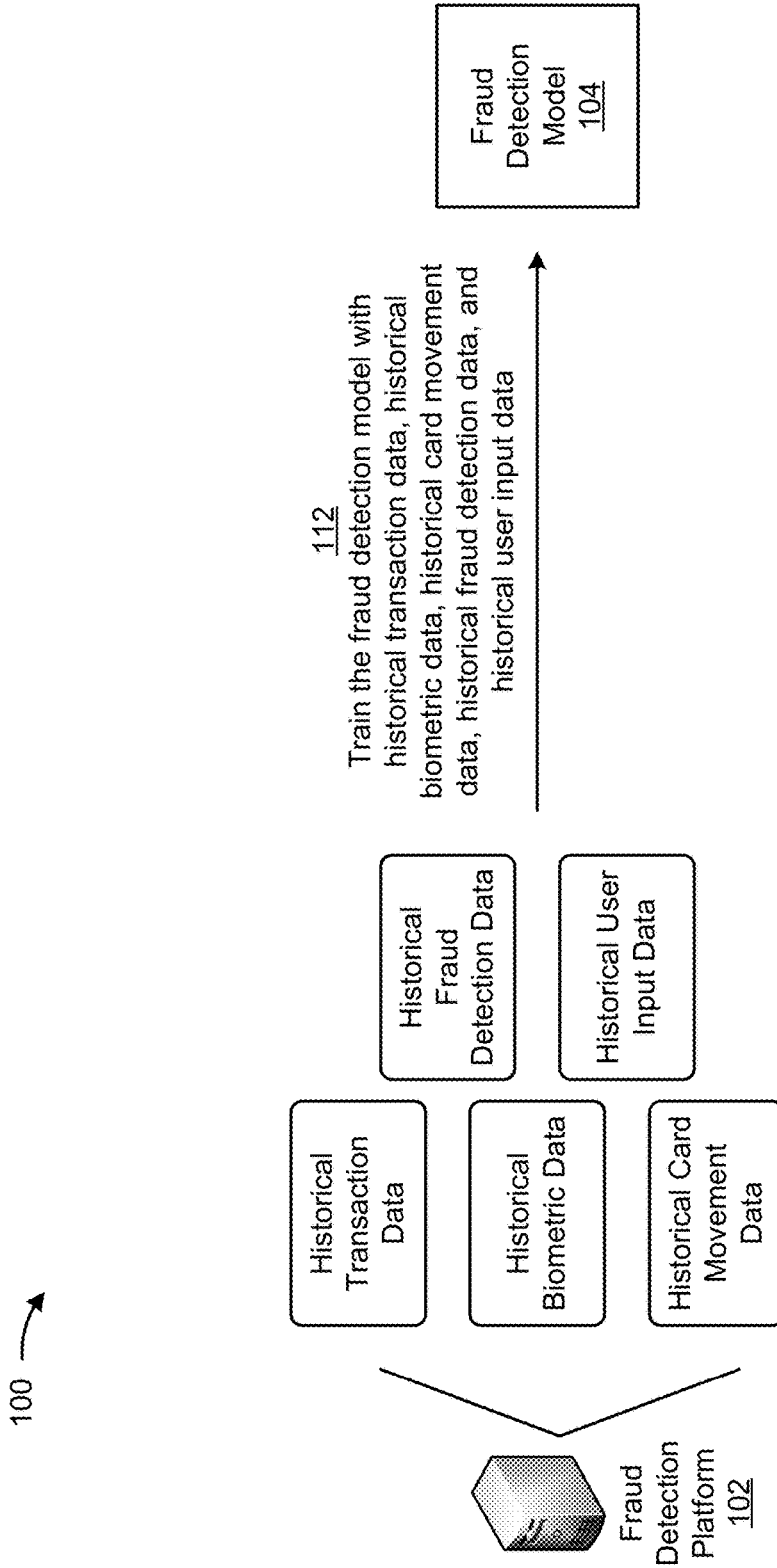 100
Fraud
Detection
Platform
102
Historical
Transaction
Data
Historical
Biometric Data
Historical Card
Movement
Data
Historical
Fraud
Detection Data
Historical User
Input Data
112
Train the fraud detection model with
historical transaction data, historical
biometric data, historical card movement
data, historical fraud detection data, and
historical user input data
Fraud
Detection
Model
104